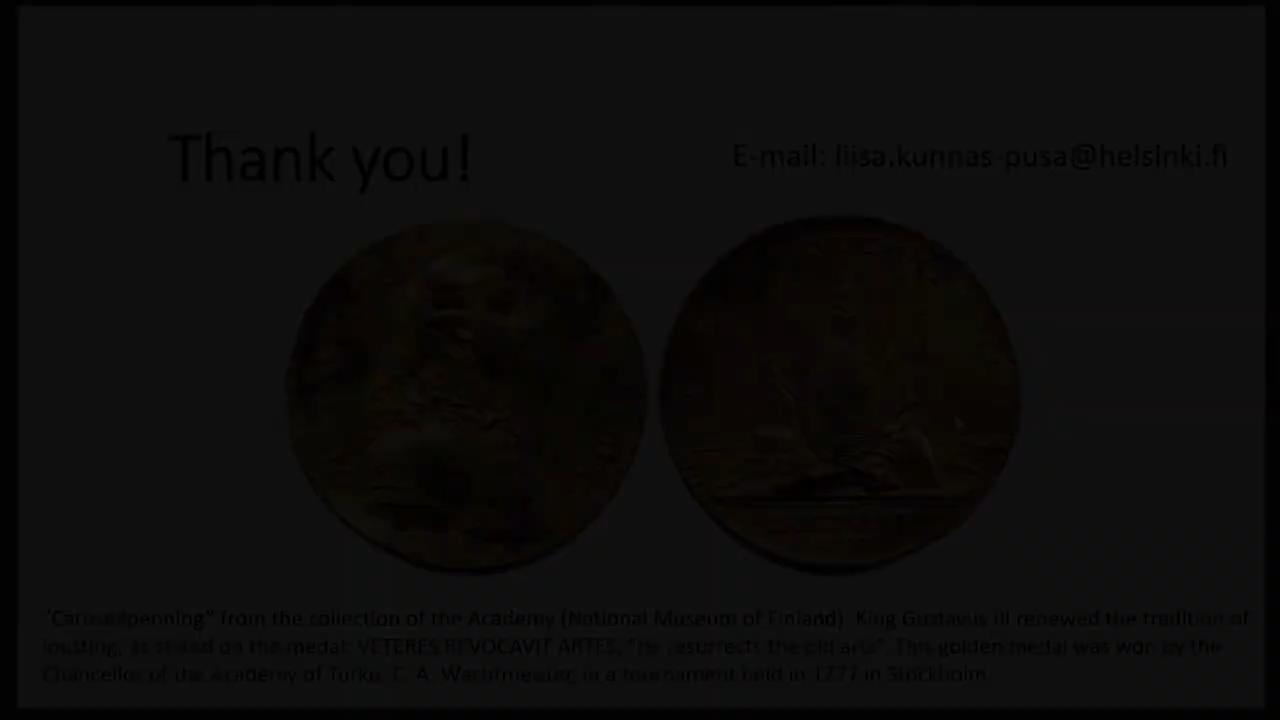 Thank you!
E-mail: liisa.kunnas-pusa@helsinki.fi
"Carouselpenning" from the collection of the Academy (National Museum of Finland). King Gustavus III renewed the tradition of
jousting, as stated on the medal: VETERES REVOCAVIT ARTES, "He resurrects the old arts". This golden medal was won by the
Chancellor of the Academy of Turku, C. A. Wachtmeister, in a tournament held in 1777 in Stockholm.